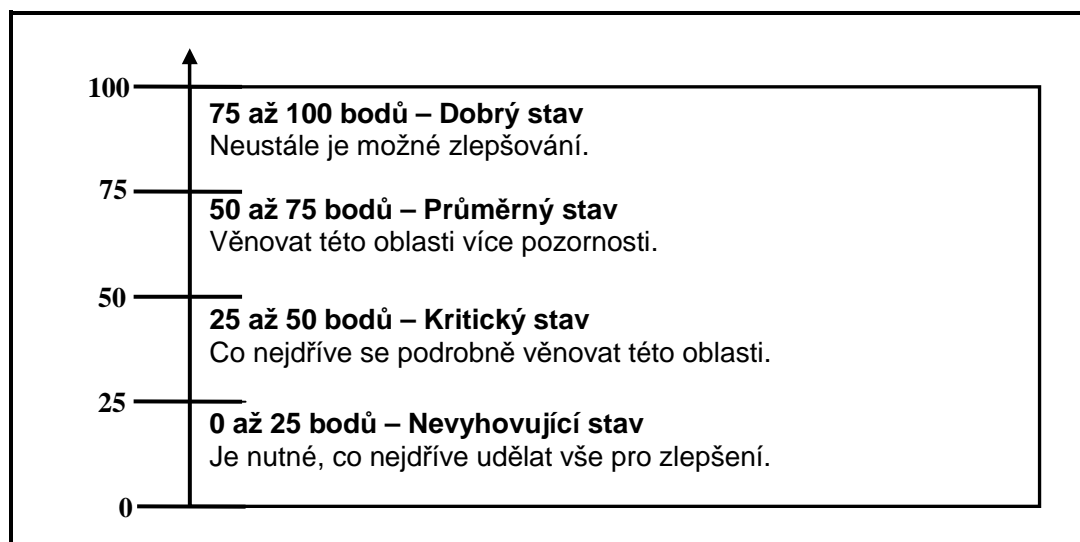 100
75 až 100 bodů – Dobrý stav
Neustále je možné zlepšování.
75
50 až 75 bodů – Průměrný stav
Věnovat této oblasti více pozornosti.
50
25 až 50 bodů – Kritický stav
Co nejdříve se podrobně věnovat této oblasti.
25
0 až 25 bodů – Nevyhovující stav
Je nutné, co nejdříve udělat vše pro zlepšení.
0